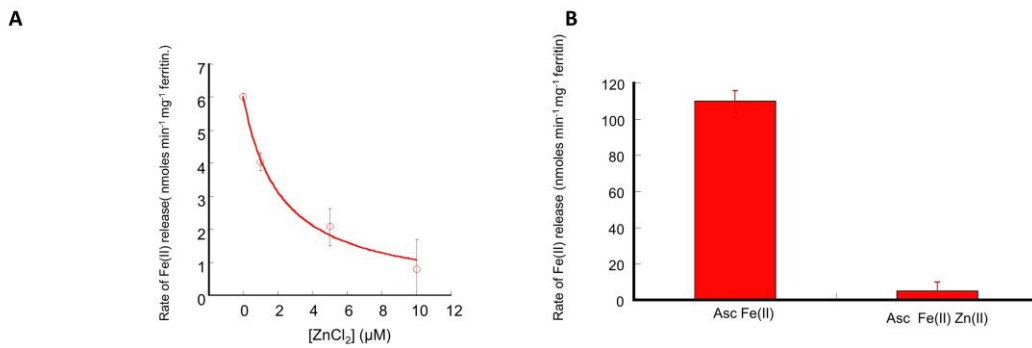 A
B
Rate of Fe(II) release( nmoles min⁻¹ mg⁻¹ ferritin.)
7
6
5
4
3
2
1
0
0 2 4 6 8 10 12
[ZnCl₂] (µM)
Rate of Fe(II) release (nmoles min⁻¹ mg⁻¹ ferritin)
120
100
80
60
40
20
0
Asc Fe(II)
Asc Fe(II) Zn(II)